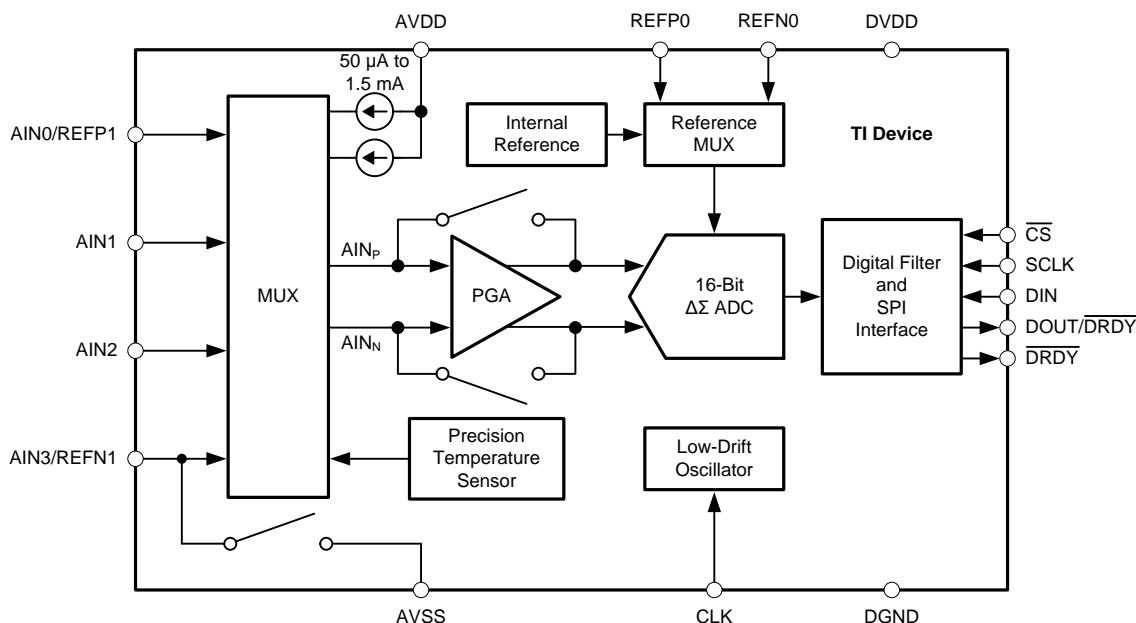 AVDD
REFP0
REFN0
DVDD
50 µA to
1.5 mA
AIN0/REFP1
Internal
Reference
Reference
MUX
TI Device
AIN1
AINP
MUX
PGA
16-Bit
ΔΣ ADC
Digital Filter
and
SPI
Interface
CS
SCLK
DIN
DOUT/DRDY
DRDY
AINN
AIN2
AIN3/REFN1
Precision
Temperature
Sensor
Low-Drift
Oscillator
AVSS
CLK
DGND